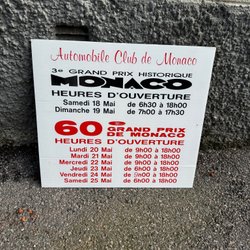 Automobile Club de Monaco
3e GRAND PRIX HISTORIQUE
MONACO
HEURES D'OUVERTURE
Samedi 18 Mai de 6h30 à 18h00
Dimanche 19 Mai de 7h00 à 17h30
60 e GRAND PRIX
DE MONACO
HEURES D'OUVERTURE
Lundi 20 Mai de 9h00 à 18h00
Mardi 21 Mai de 9h00 à 18h00
Mercredi 22 Mai de 9h00 à 18h00
Jeudi 23 Mai de 6h00 à 18h00
Vendredi 24 Mai de h00 à 18h00
Samedi 25 Mai de 6h00 à 18h00